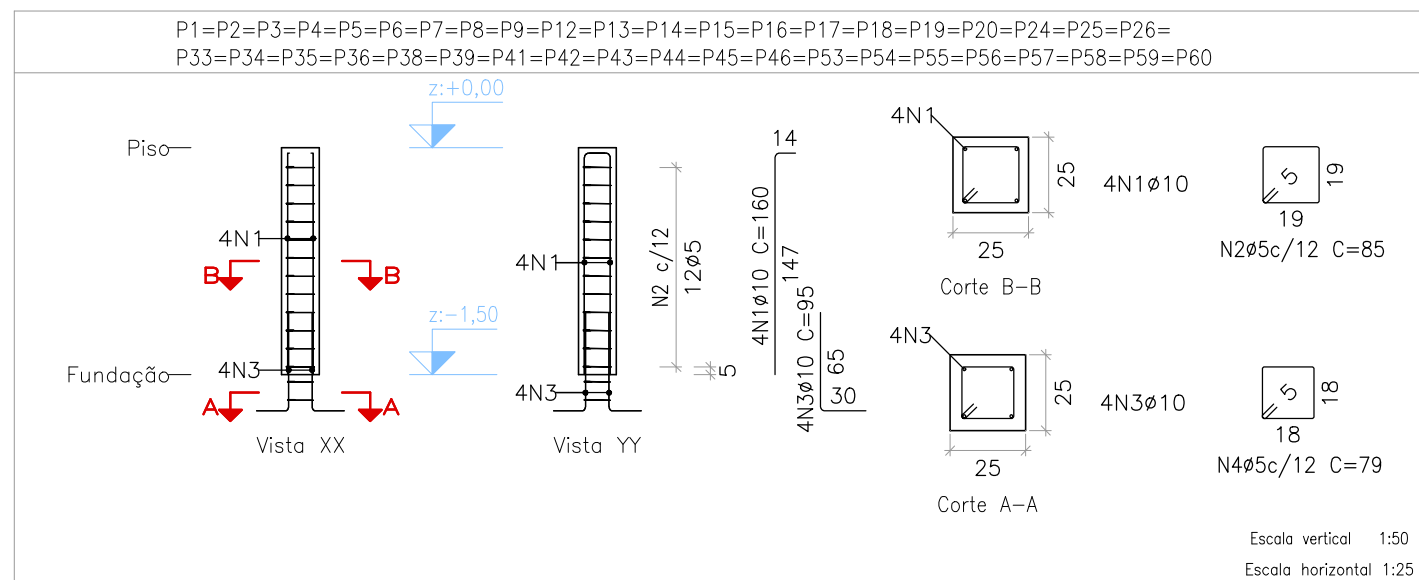 P1=P2=P3=P4=P5=P6=P7=P8=P9=P12=P13=P14=P15=P16=P17=P18=P19=P20=P24=P25=P26=
P33=P34=P35=P36=P38=P39=P41=P42=P43=P44=P45=P46=P53=P54=P55=P56=P57=P58=P59=P60
z:+0,00
Piso
4N1
B
B
z:-1,50
Fundação
4N3
A
A
Vista XX
4N1
4N3
Vista YY
N2 c/12
12ø5
5
14
4N1ø10 C=160
147
4N3ø10 C=95
65
30
4N1
25
25
Corte B-B
4N1ø10
5
19
19
N2ø5c/12 C=85
4N3
25
25
Corte A-A
4N3ø10
5
18
18
N4ø5c/12 C=79
Escala vertical 1:50
Escala horizontal 1:25